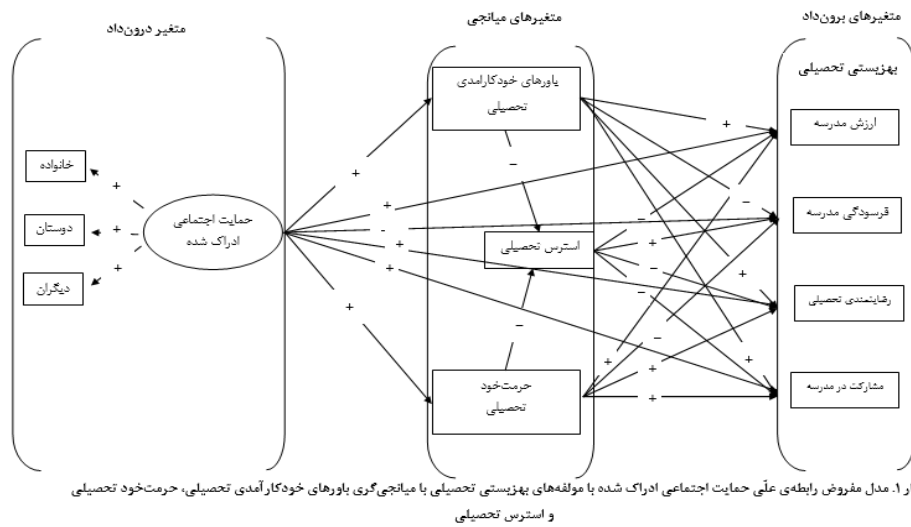 متغیرهای برون‌داد
متغیرهای میانجی
متغیر درون‌داد
بهزیستی تحصیلی
باورهای خودکارامدی
تحصیلی
ارزش مدرسه
خانواده
فرسودگی مدرسه
حمایت اجتماعی
ادراک شده
دوستان
استرس تحصیلی
دیگران
رضایتمندی تحصیلی
حرمت‌خود
تحصیلی
مشارکت در مدرسه
+
+
+
–
+
+
–
–
+
-
+
+
–
+
–
–
–
+
–
+
+
+
+
+
ار ۱. مدل مفروض رابطه‌ی علّی حمایت اجتماعی ادراک شده با مولفه‌های بهزیستی تحصیلی با میانجی‌گری باورهای خودکارآمدی تحصیلی، حرمت‌خود تحصیلی
و استرس تحصیلی